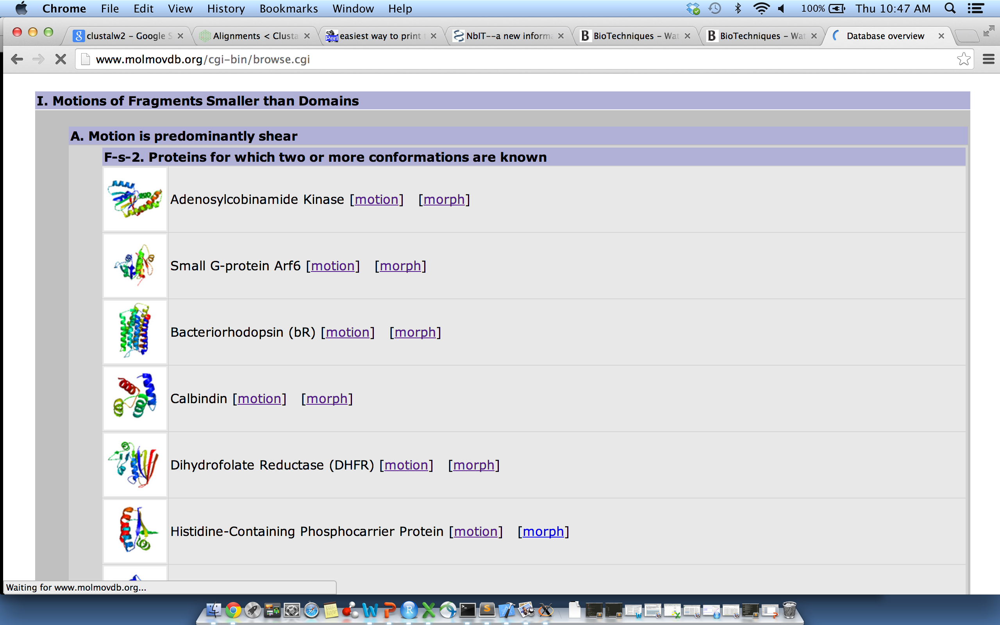 Chrome File Edit View History Bookmarks Window Help 100% Thu 10:47 AM
clustalw2 – Google S Alignments < Clusta Perl easiest way to print t NbIT--a new informa B BioTechniques – Wat B BioTechniques – Wat Database overview
www.molmovdb.org/cgi-bin/browse.cgi
I. Motions of Fragments Smaller than Domains
A. Motion is predominantly shear
F-s-2. Proteins for which two or more conformations are known
Adenosylcobinamide Kinase [motion] [morph]
Small G-protein Arf6 [motion] [morph]
Bacteriorhodopsin (bR) [motion] [morph]
Calbindin [motion] [morph]
Dihydrofolate Reductase (DHFR) [motion] [morph]
Histidine-Containing Phosphocarrier Protein [motion] [morph]
Waiting for www.molmovdb.org...